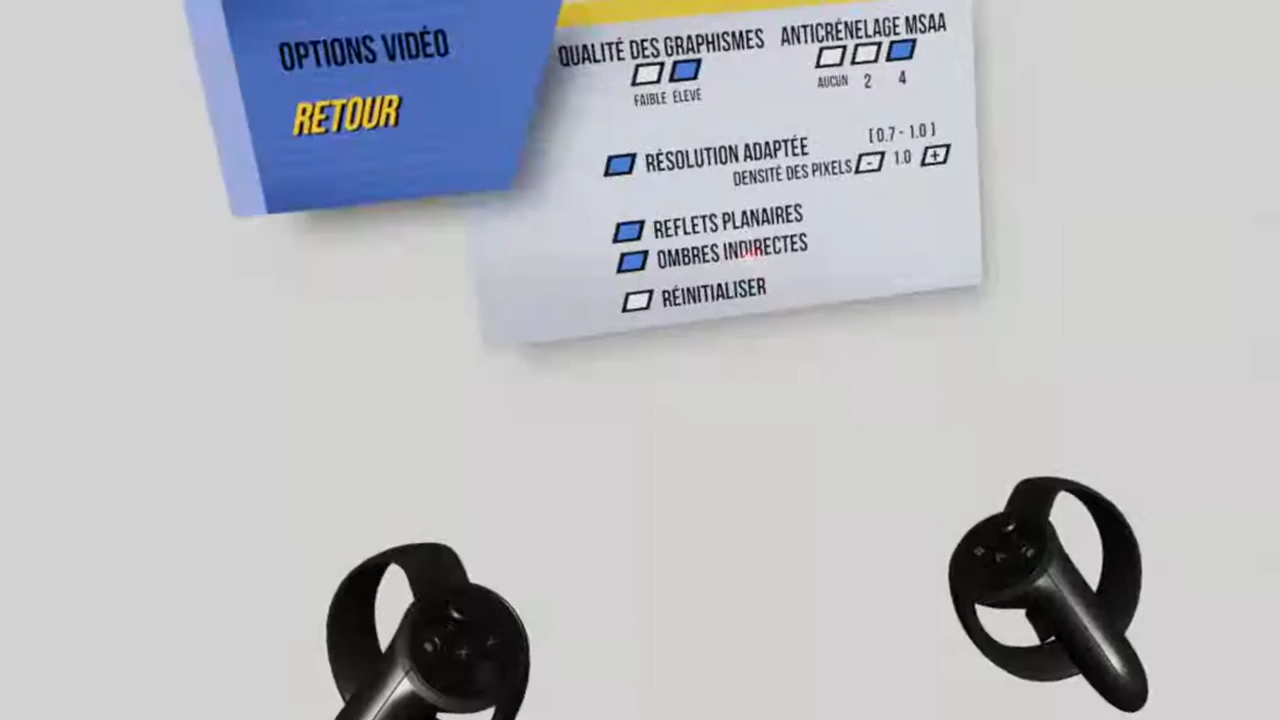 OPTIONS VIDÉO
RETOUR
QUALITÉ DES GRAPHISMES
FAIBLE ELEVÉ
ANTICRÉNELAGE MSAA
AUCUN 2 4
RÉSOLUTION ADAPTÉE
[ 0.7 - 1.0 ]
DENSITÉ DES PIXELS - 1.0 +
REFLETS PLANAIRES
OMBRES INDIRECTES
RÉINITIALISER